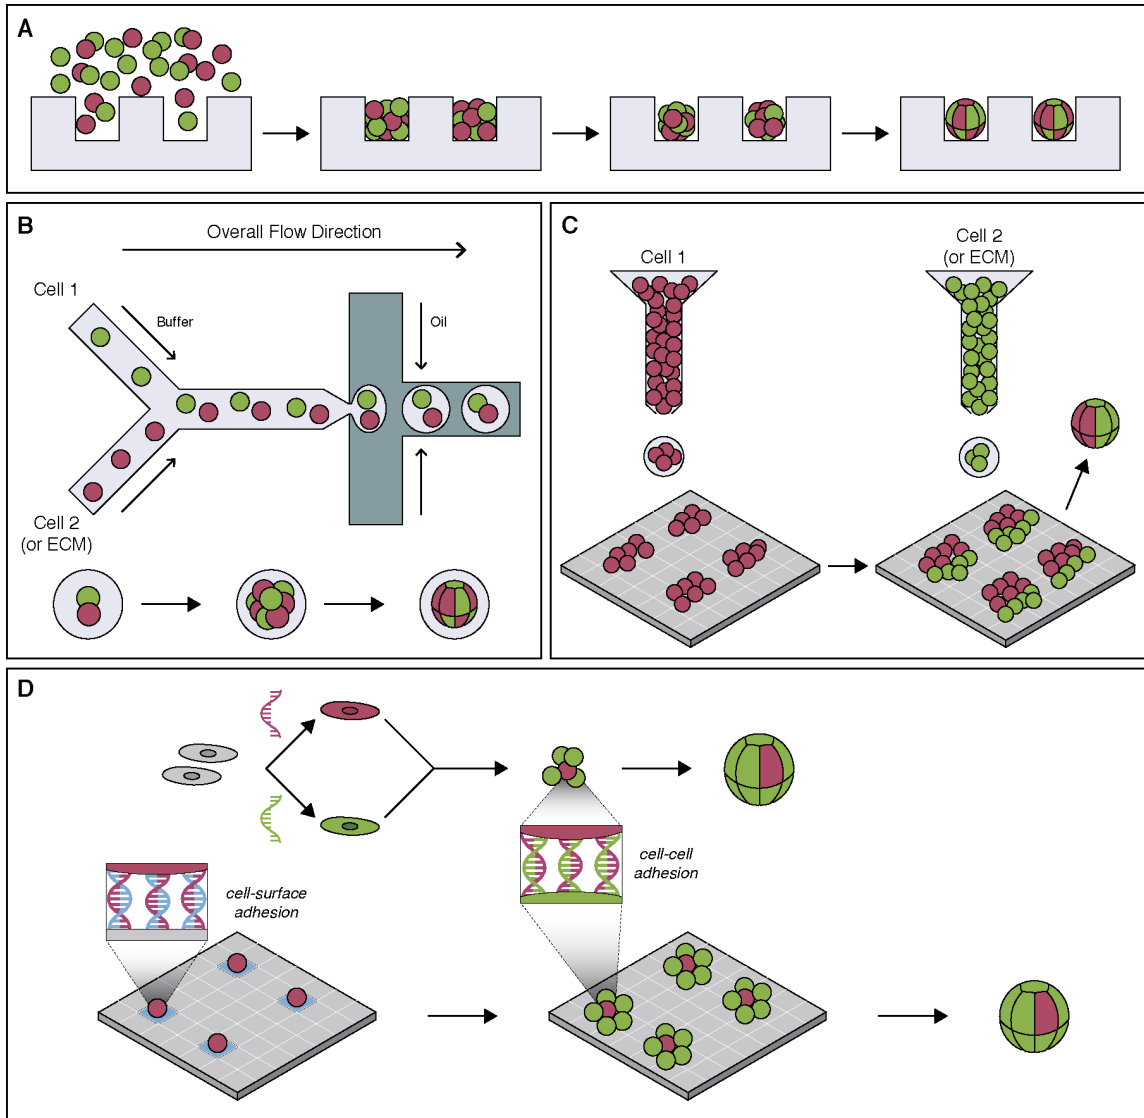 A
B
Overall Flow Direction
Cell 1
Buffer
Oil
Cell 2
(or ECM)
C
Cell 1
Cell 2
(or ECM)
D
cell-surface
adhesion
cell-cell
adhesion